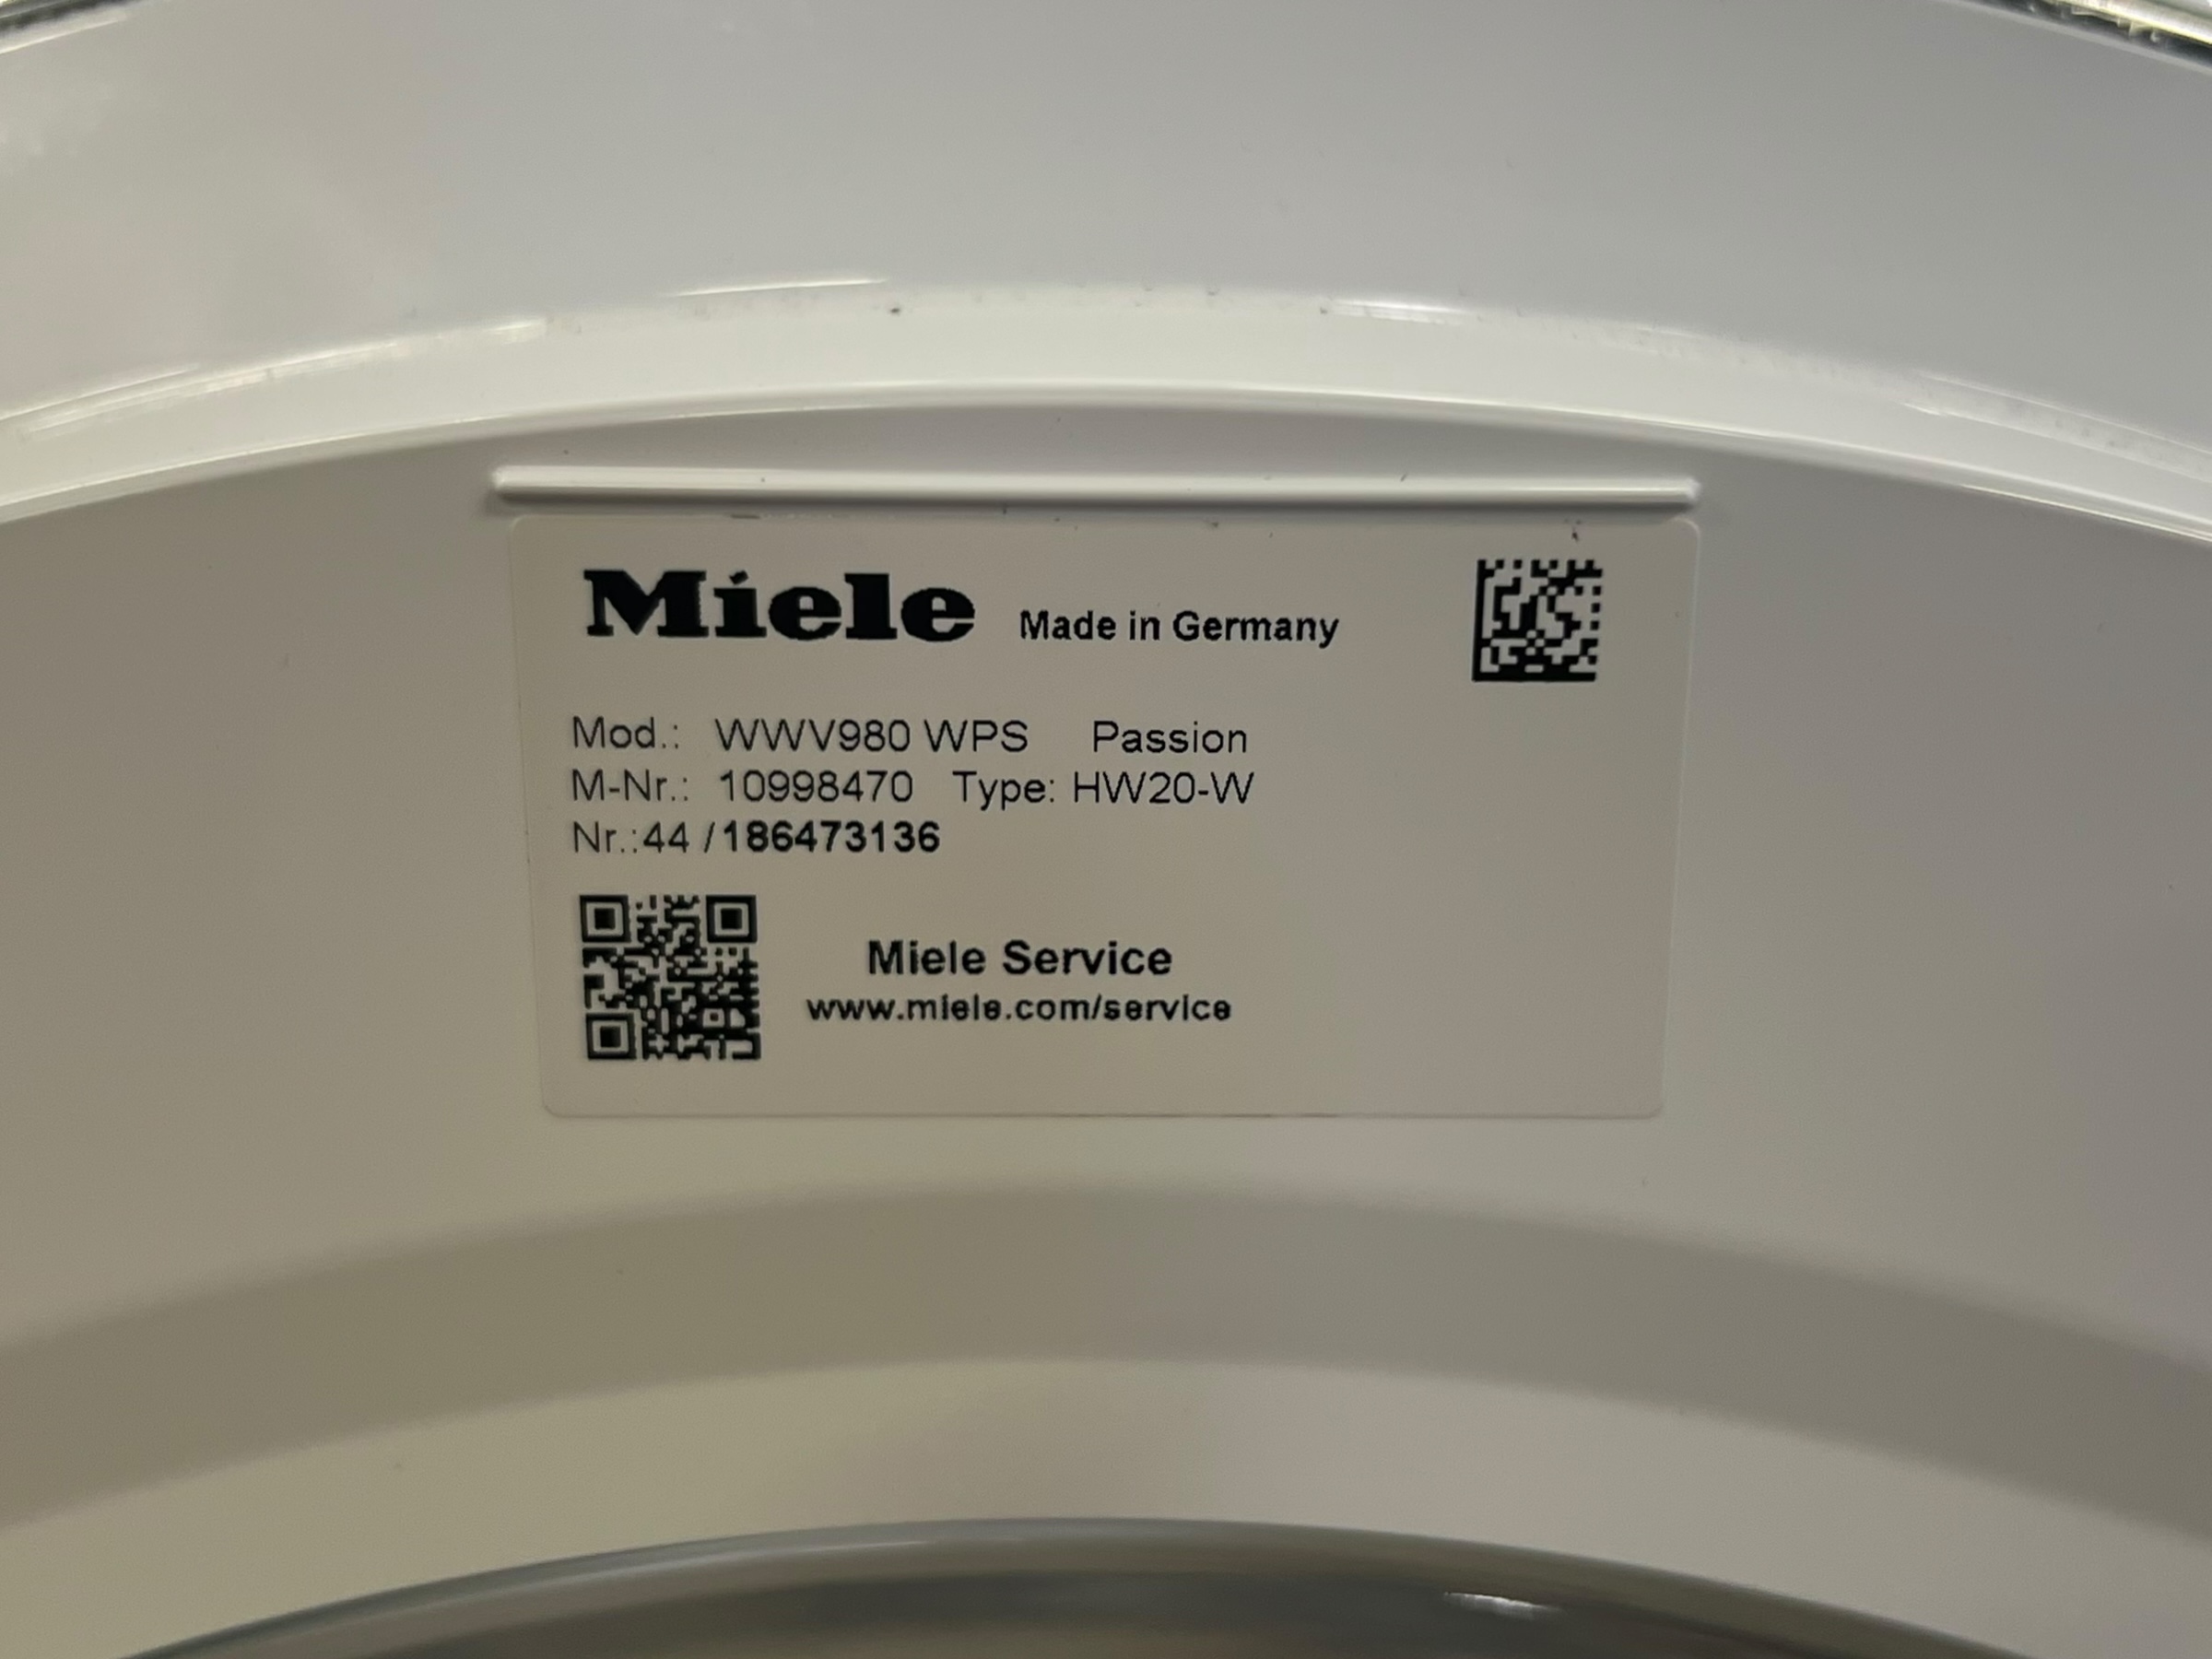 Miele Made in Germany
Mod.: WWV980 WPS Passion
M-Nr.: 10998470 Type: HW20-W
Nr.:44 /186473136
Miele Service
www.miele.com/service